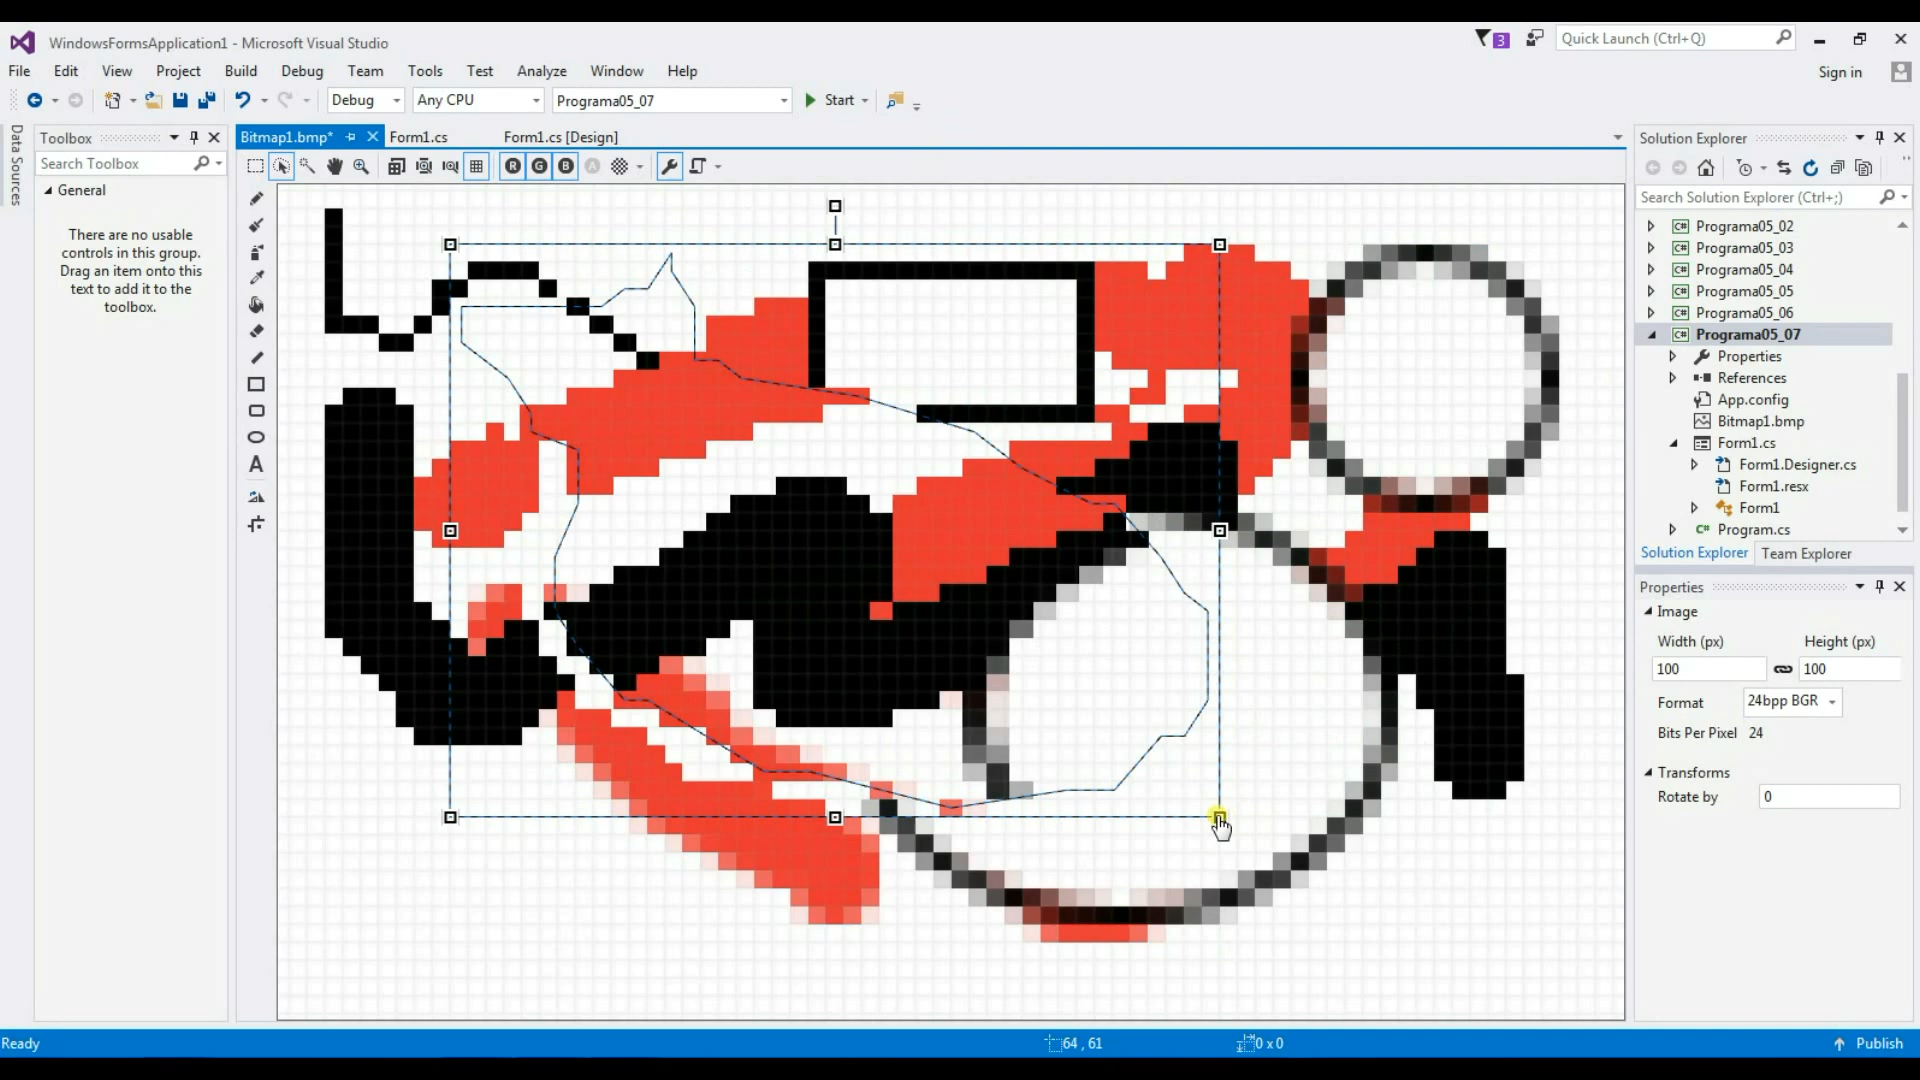 WindowsFormsApplication1 - Microsoft Visual Studio
3
Quick Launch (Ctrl+Q)
File Edit View Project Build Debug Team Tools Test Analyze Window Help
Sign in
Debug Any CPU Programa05_07 Start
Data Sources
Toolbox
Search Toolbox
General
There are no usable
controls in this group.
Drag an item onto this
text to add it to the
toolbox.
Bitmap1.bmp* Form1.cs Form1.cs [Design]
R G B A
A
Solution Explorer
Search Solution Explorer (Ctrl+;)
C# Programa05_02
C# Programa05_03
C# Programa05_04
C# Programa05_05
C# Programa05_06
C# Programa05_07
Properties
References
App.config
Bitmap1.bmp
Form1.cs
Form1.Designer.cs
Form1.resx
Form1
C# Program.cs
Solution Explorer Team Explorer
Properties
Image
Width (px) Height (px)
100 100
Format 24bpp BGR
Bits Per Pixel 24
Transforms
Rotate by 0
Ready 64 , 61 0 x 0 Publish